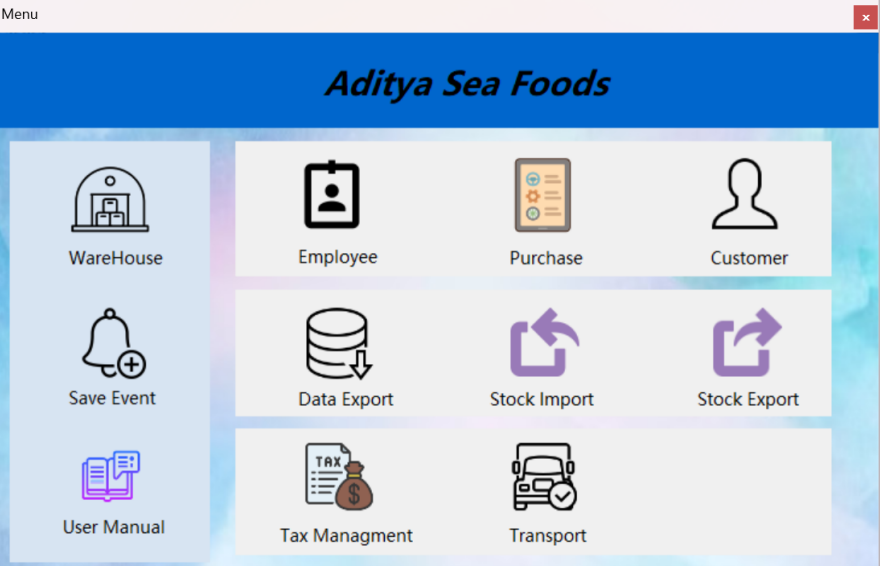 Menu
Aditya Sea Foods
WareHouse
Employee
Purchase
Customer
Save Event
Data Export
Stock Import
Stock Export
User Manual
TAX
$
Tax Managment
Transport